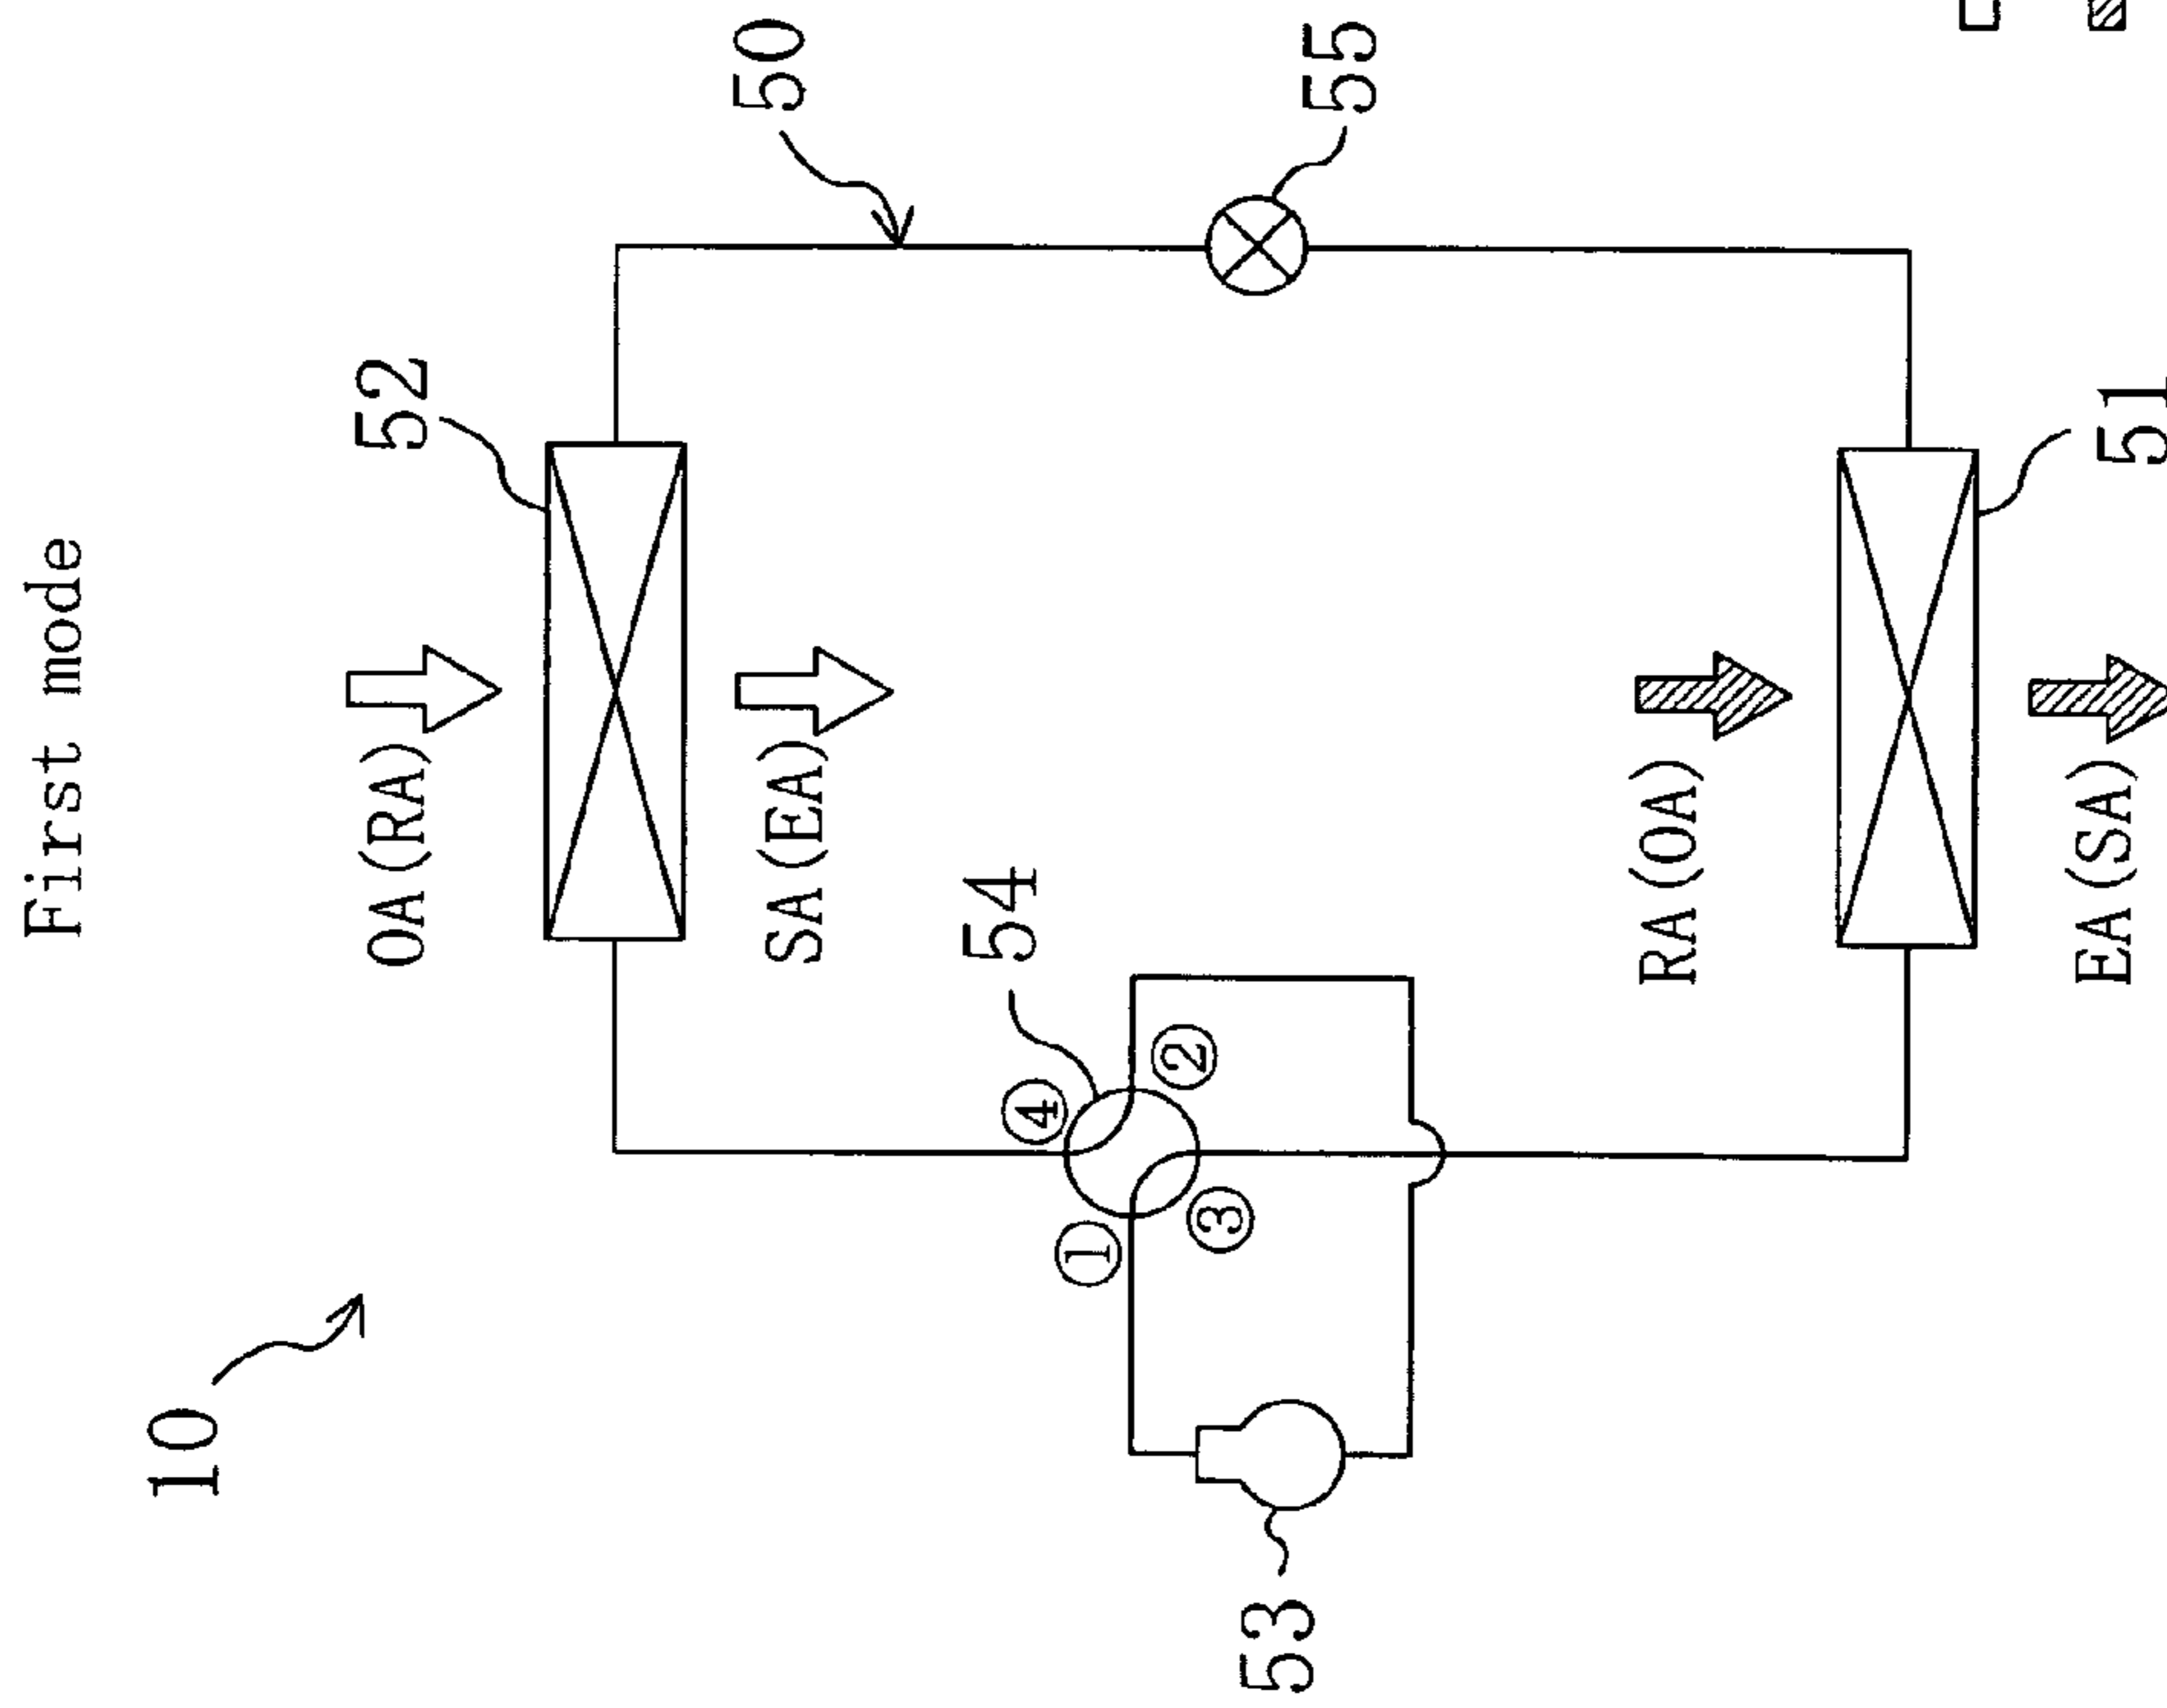 First mode
10
52
50
OA(RA)
SA(EA)
54
④
②
①
③
55
53
RA(OA)
EA(SA)
51